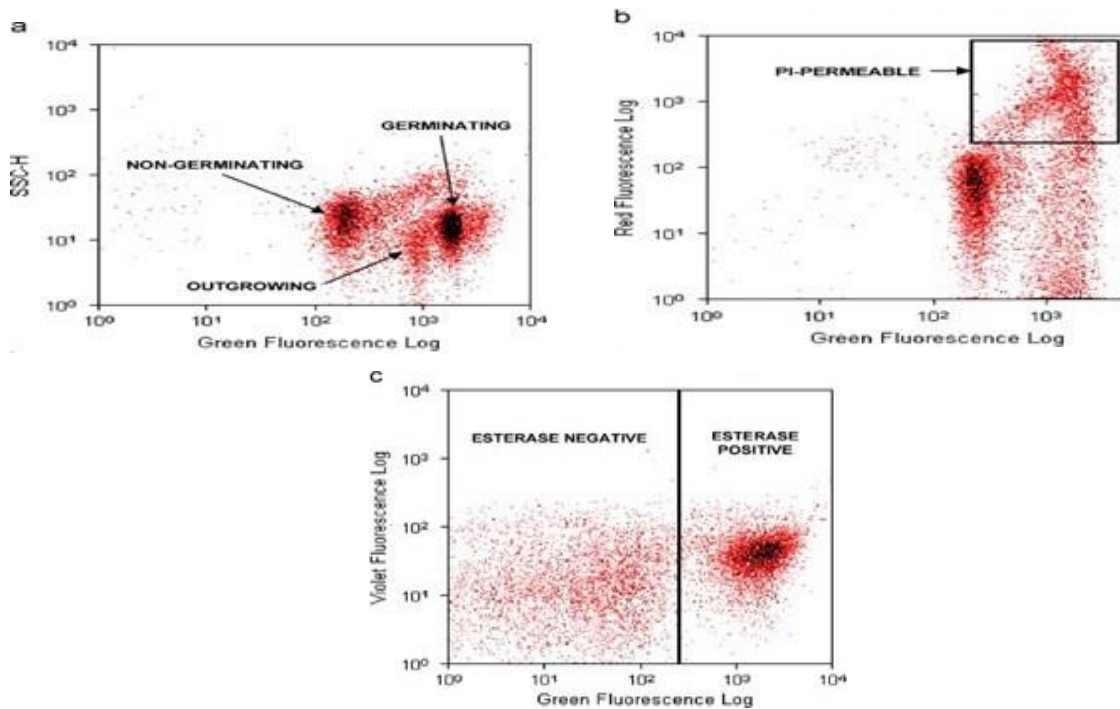 a
SSC-H
10⁴
10³
10²
10¹
10⁰
GERMINATING
NON-GERMINATING
OUTGROWING
10⁰ 10¹ 10² 10³ 10⁴
Green Fluorescence Log
b
Red Fluorescence Log
10⁴
10³
10²
10¹
10⁰
PI-PERMEABLE
10⁰ 10¹ 10² 10³
Green Fluorescence Log
c
Violet Fluorescence Log
10⁴
10³
10²
10¹
10⁰
ESTERASE NEGATIVE
ESTERASE
POSITIVE
10⁰ 10¹ 10² 10³ 10⁴
Green Fluorescence Log